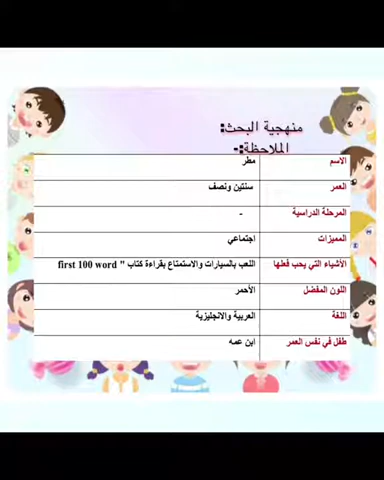 منهجية البحث:
الملاحظة:-
الاسم مطر
العمر سنتين ونصف
المرحلة الدراسية -
المميزات اجتماعي
الأشياء التي يحب فعلها اللعب بالسيارات والاستمتاع بقراءة كتاب " first 100 word
اللون المفضل الأحمر
اللغة العربية والانجليزية
طفل في نفس العمر ابن عمه